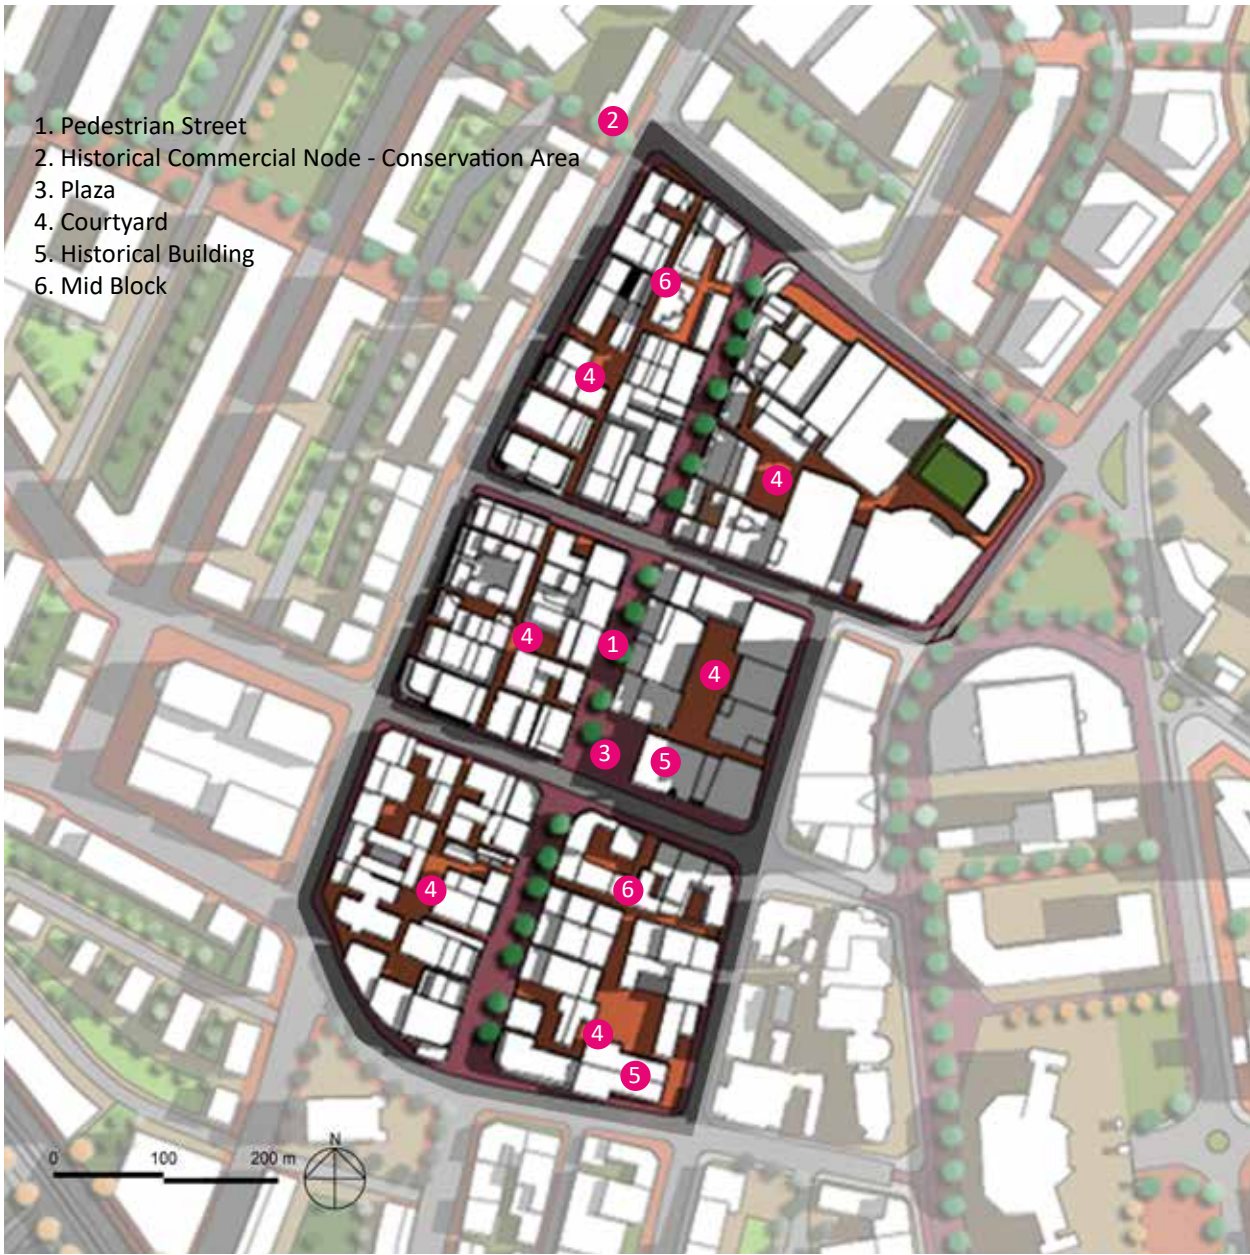 2
1. Pedestrian Street
2. Historical Commercial Node - Conservation Area
3. Plaza
4. Courtyard
5. Historical Building
6. Mid Block
6
4
4
4
1
4
3
5
4
6
4
5
N
0 100 200 m